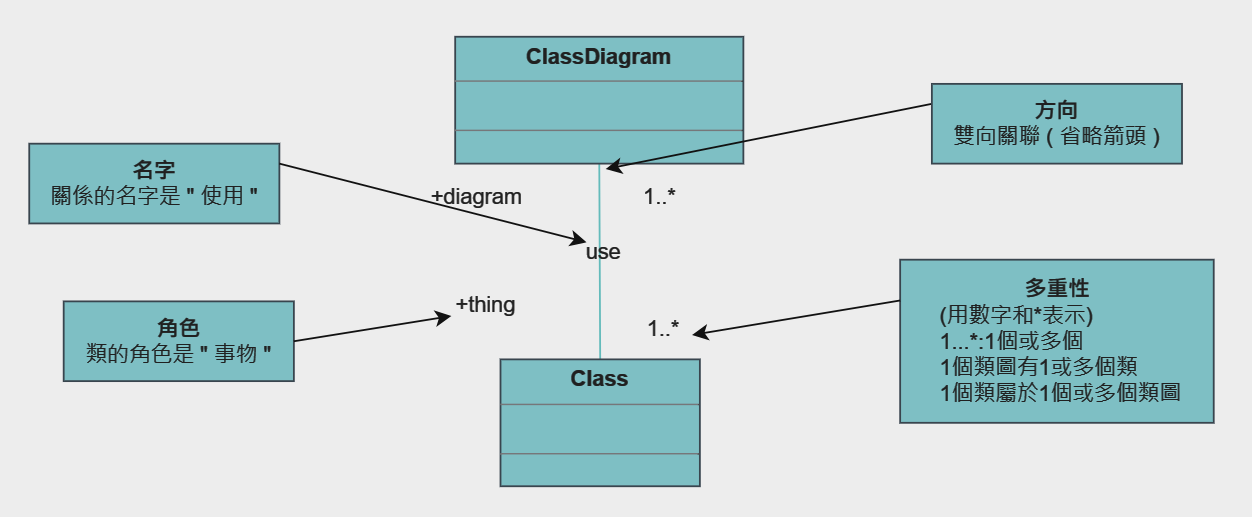 ClassDiagram
方向
雙向關聯 ( 省略箭頭 )
名字
關係的名字是 " 使用 "
+diagram
1..*
use
多重性
(用數字和*表示)
1...*:1個或多個
1個類圖有1或多個類
1個類屬於1個或多個類圖
+thing
1..*
角色
類的角色是 " 事物 "
Class